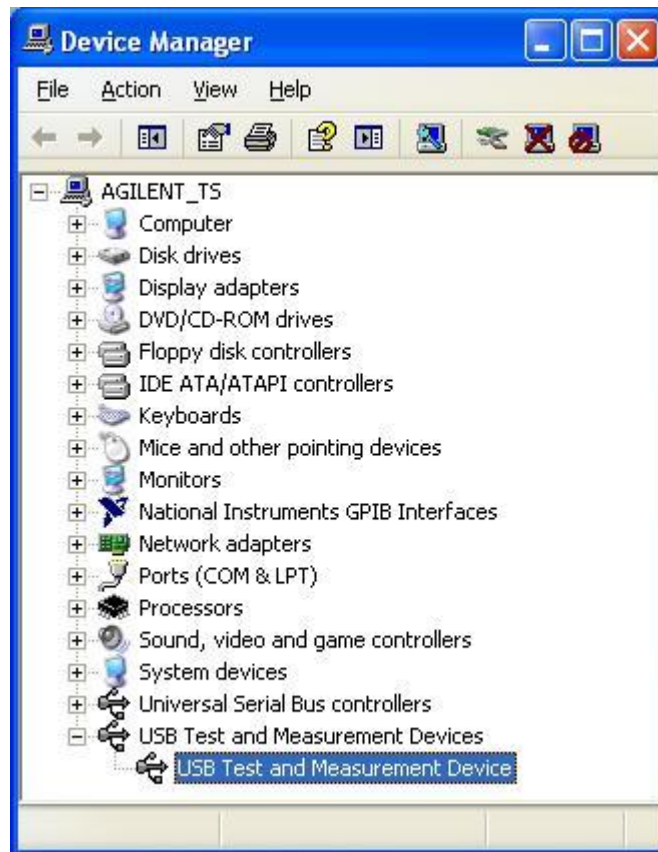 Device Manager
File Action View Help
AGILENT_TS
Computer
Disk drives
Display adapters
DVD/CD-ROM drives
Floppy disk controllers
IDE ATA/ATAPI controllers
Keyboards
Mice and other pointing devices
Monitors
National Instruments GPIB Interfaces
Network adapters
Ports (COM & LPT)
Processors
Sound, video and game controllers
System devices
Universal Serial Bus controllers
USB Test and Measurement Devices
USB Test and Measurement Device